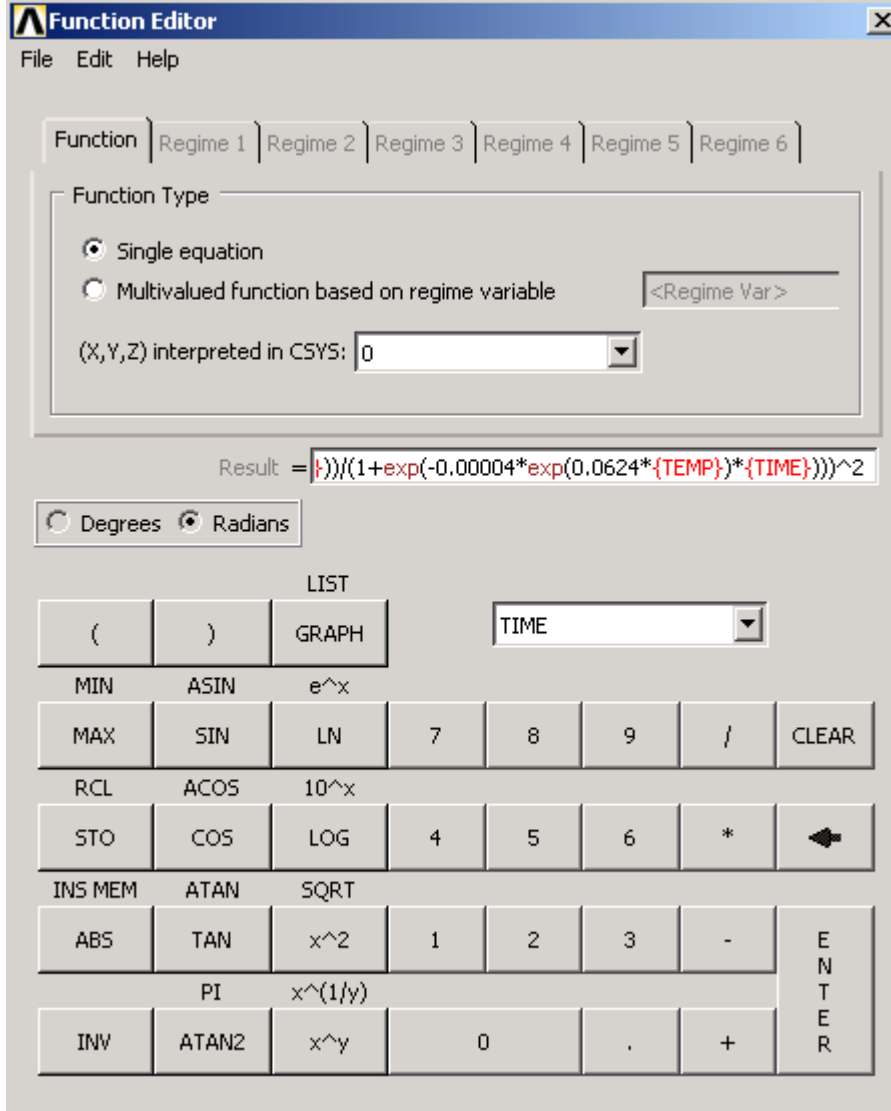 Function Editor
File Edit Help
Function Regime 1 Regime 2 Regime 3 Regime 4 Regime 5 Regime 6
Function Type
Single equation
Multivalued function based on regime variable <Regime Var>
(X,Y,Z) interpreted in CSYS: 0
Result = }))/(1+exp(-0.00004*exp(0.0624*{TEMP})*{TIME})))^2
Degrees Radians
LIST
( ) GRAPH TIME
MIN ASIN e^x
MAX SIN LN 7 8 9 / CLEAR
RCL ACOS 10^x
STO COS LOG 4 5 6 *
INS MEM ATAN SQRT
ABS TAN x^2 1 2 3 - ENTER
PI x^(1/y)
INV ATAN2 x^y 0 . +